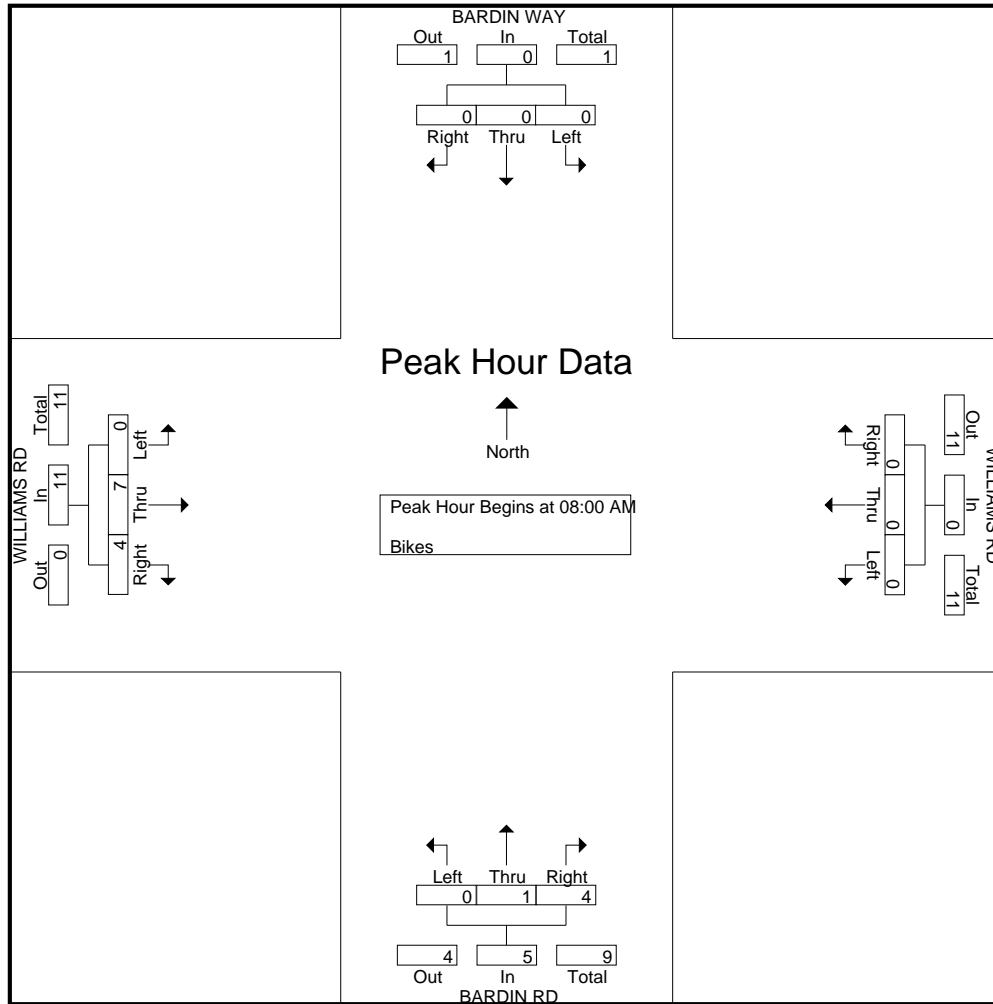 BARDIN WAY
Out In Total
1 0 1
0 0 0
Right Thru Left
Peak Hour Data
North
Peak Hour Begins at 08:00 AM
Bikes
WILLIAMS RD
Total In Out
11 11 0
0 7 4
Left Thru Right
WILLIAMS RD
Out In Total
11 0 11
0 0 0
Right Thru Left
Left Thru Right
0 1 4
4 5 9
Out In Total
BARDIN RD